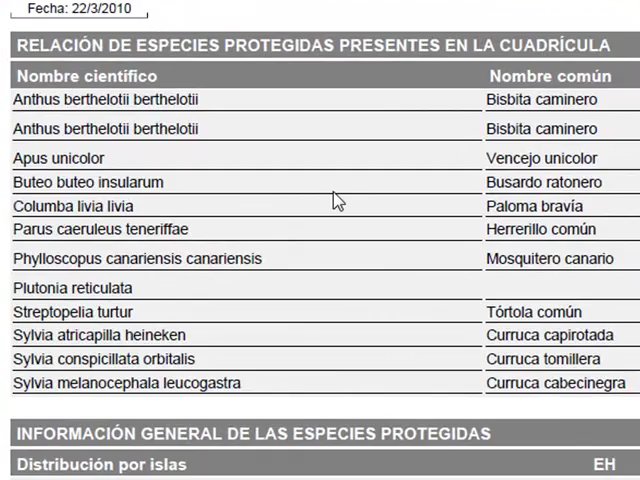 Fecha: 22/3/2010
RELACIÓN DE ESPECIES PROTEGIDAS PRESENTES EN LA CUADRÍCULA
Nombre científico Nombre común
Anthus berthelotii berthelotii Bisbita caminero
Anthus berthelotii berthelotii Bisbita caminero
Apus unicolor Vencejo unicolor
Buteo buteo insularum Busardo ratonero
Columba livia livia Paloma bravía
Parus caeruleus teneriffae Herrerillo común
Phylloscopus canariensis canariensis Mosquitero canario
Plutonia reticulata
Streptopelia turtur Tórtola común
Sylvia atricapilla heineken Curruca capirotada
Sylvia conspicillata orbitalis Curruca tomillera
Sylvia melanocephala leucogastra Curruca cabecinegra
INFORMACIÓN GENERAL DE LAS ESPECIES PROTEGIDAS
Distribución por islas EH